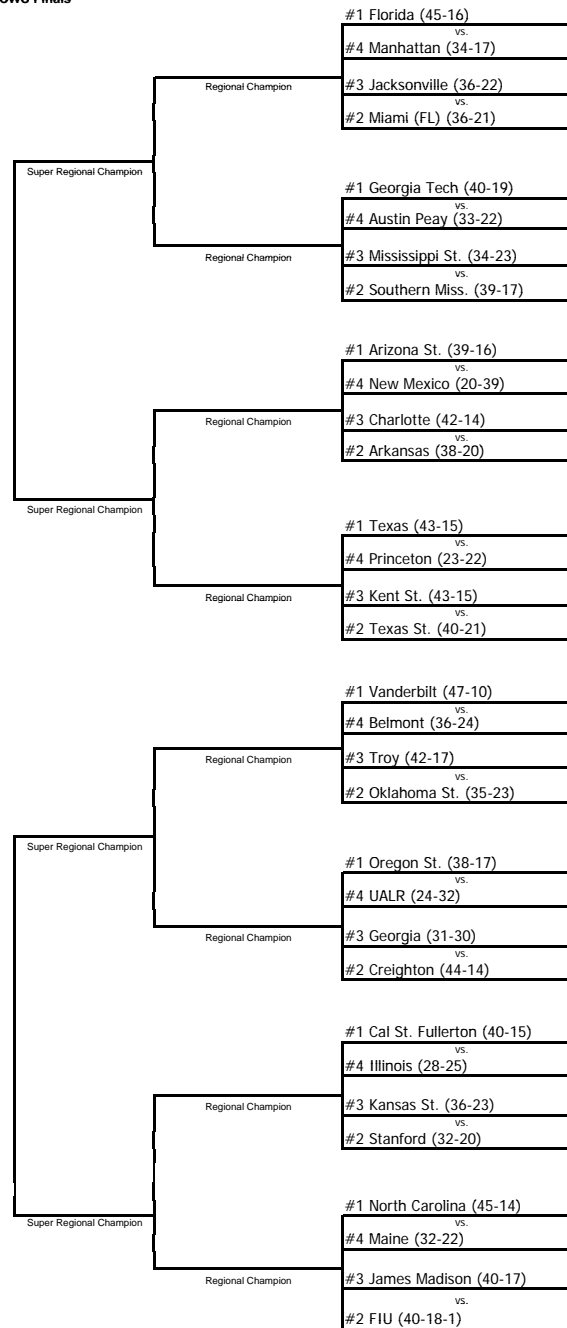 CWS Finals
#1 Florida (45-16)
vs.
#4 Manhattan (34-17)
#3 Jacksonville (36-22)
Regional Champion
vs.
#2 Miami (FL) (36-21)
Super Regional Champion
#1 Georgia Tech (40-19)
vs.
#4 Austin Peay (33-22)
#3 Mississippi St. (34-23)
Regional Champion
vs.
#2 Southern Miss. (39-17)
#1 Arizona St. (39-16)
vs.
#4 New Mexico (20-39)
#3 Charlotte (42-14)
Regional Champion
vs.
#2 Arkansas (38-20)
Super Regional Champion
#1 Texas (43-15)
vs.
#4 Princeton (23-22)
#3 Kent St. (43-15)
Regional Champion
vs.
#2 Texas St. (40-21)
#1 Vanderbilt (47-10)
vs.
#4 Belmont (36-24)
#3 Troy (42-17)
Regional Champion
vs.
#2 Oklahoma St. (35-23)
Super Regional Champion
#1 Oregon St. (38-17)
vs.
#4 UALR (24-32)
#3 Georgia (31-30)
Regional Champion
vs.
#2 Creighton (44-14)
#1 Cal St. Fullerton (40-15)
vs.
#4 Illinois (28-25)
#3 Kansas St. (36-23)
Regional Champion
vs.
#2 Stanford (32-20)
#1 North Carolina (45-14)
Super Regional Champion
vs.
#4 Maine (32-22)
#3 James Madison (40-17)
Regional Champion
vs.
#2 FIU (40-18-1)